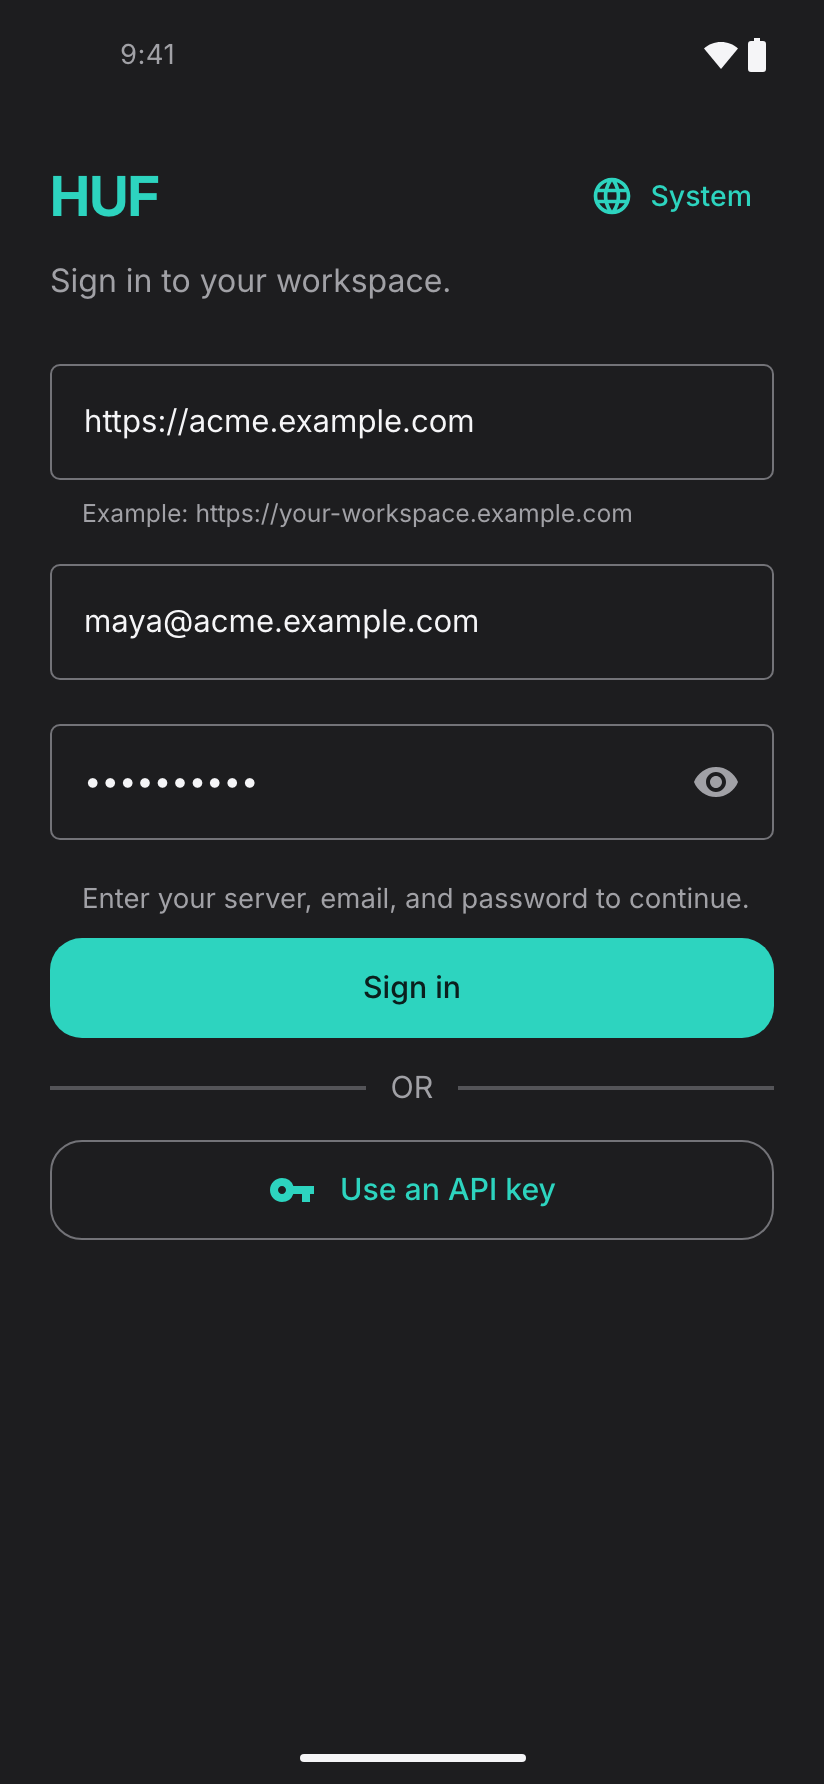 9:41
HUF
System
Sign in to your workspace.
https://acme.example.com
Example: https://your-workspace.example.com
maya@acme.example.com
••••••••••
Enter your server, email, and password to continue.
Sign in
OR
Use an API key